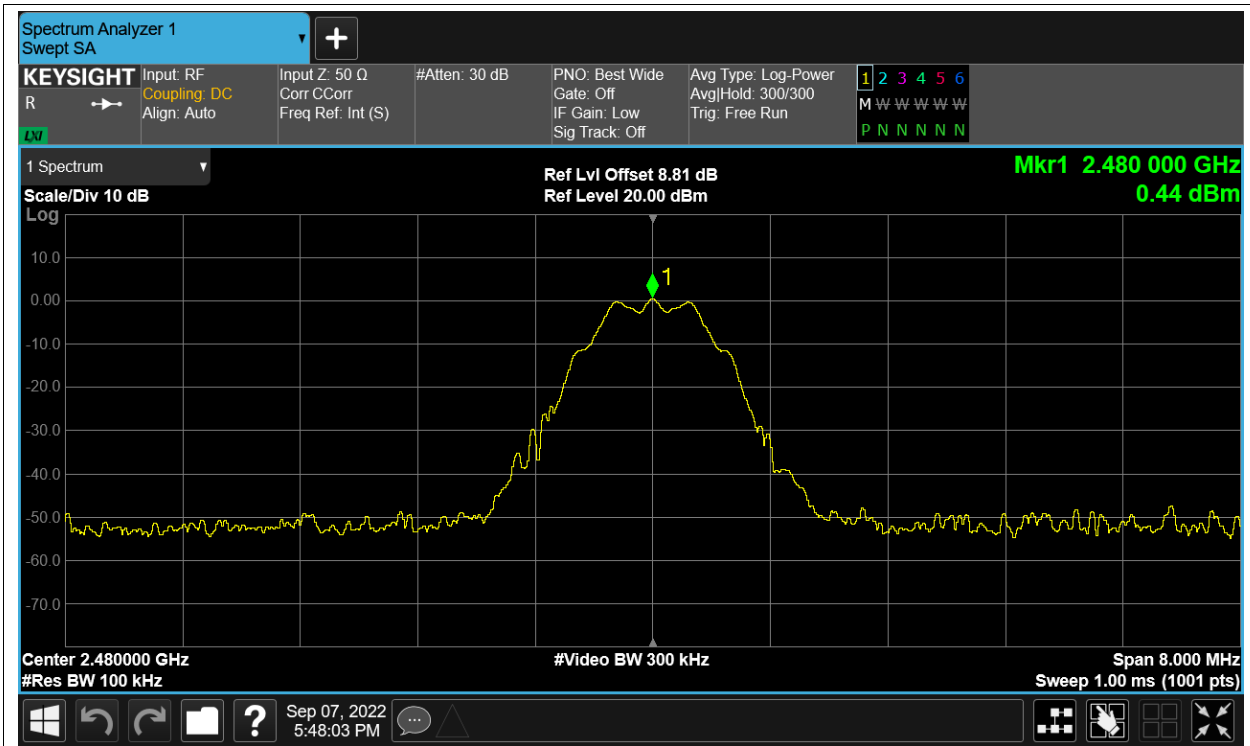 Spectrum Analyzer 1
Swept SA
KEYSIGHT
R
LXI
Input: RF
Coupling: DC
Align: Auto
Input Z: 50 Ω
Corr CCorr
Freq Ref: Int (S)
#Atten: 30 dB
PNO: Best Wide
Gate: Off
IF Gain: Low
Sig Track: Off
Avg Type: Log-Power
Avg|Hold: 300/300
Trig: Free Run
1 2 3 4 5 6
M W W W W W
P N N N N N
1 Spectrum
Scale/Div 10 dB
Log
Ref Lvl Offset 8.81 dB
Ref Level 20.00 dBm
Mkr1 2.480 000 GHz
0.44 dBm
1
10.0
0.00
-10.0
-20.0
-30.0
-40.0
-50.0
-60.0
-70.0
Center 2.480000 GHz
#Video BW 300 kHz
Span 8.000 MHz
#Res BW 100 kHz
Sweep 1.00 ms (1001 pts)
?
Sep 07, 2022
5:48:03 PM